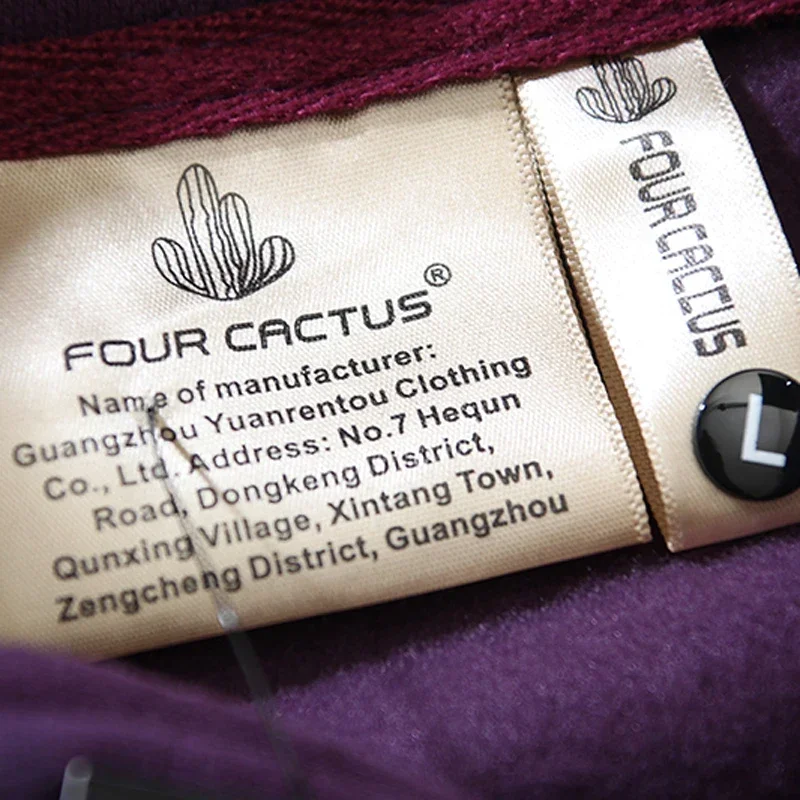 FOUR CACTUS®
Name of manufacturer:
Guangzhou Yuanrentou Clothing
Co., Ltd. Address: No.7 Hequn
Road, Dongkeng District,
Qunxing Village, Xintang Town,
Zengcheng District, Guangzhou
FOUR CACTUS
L